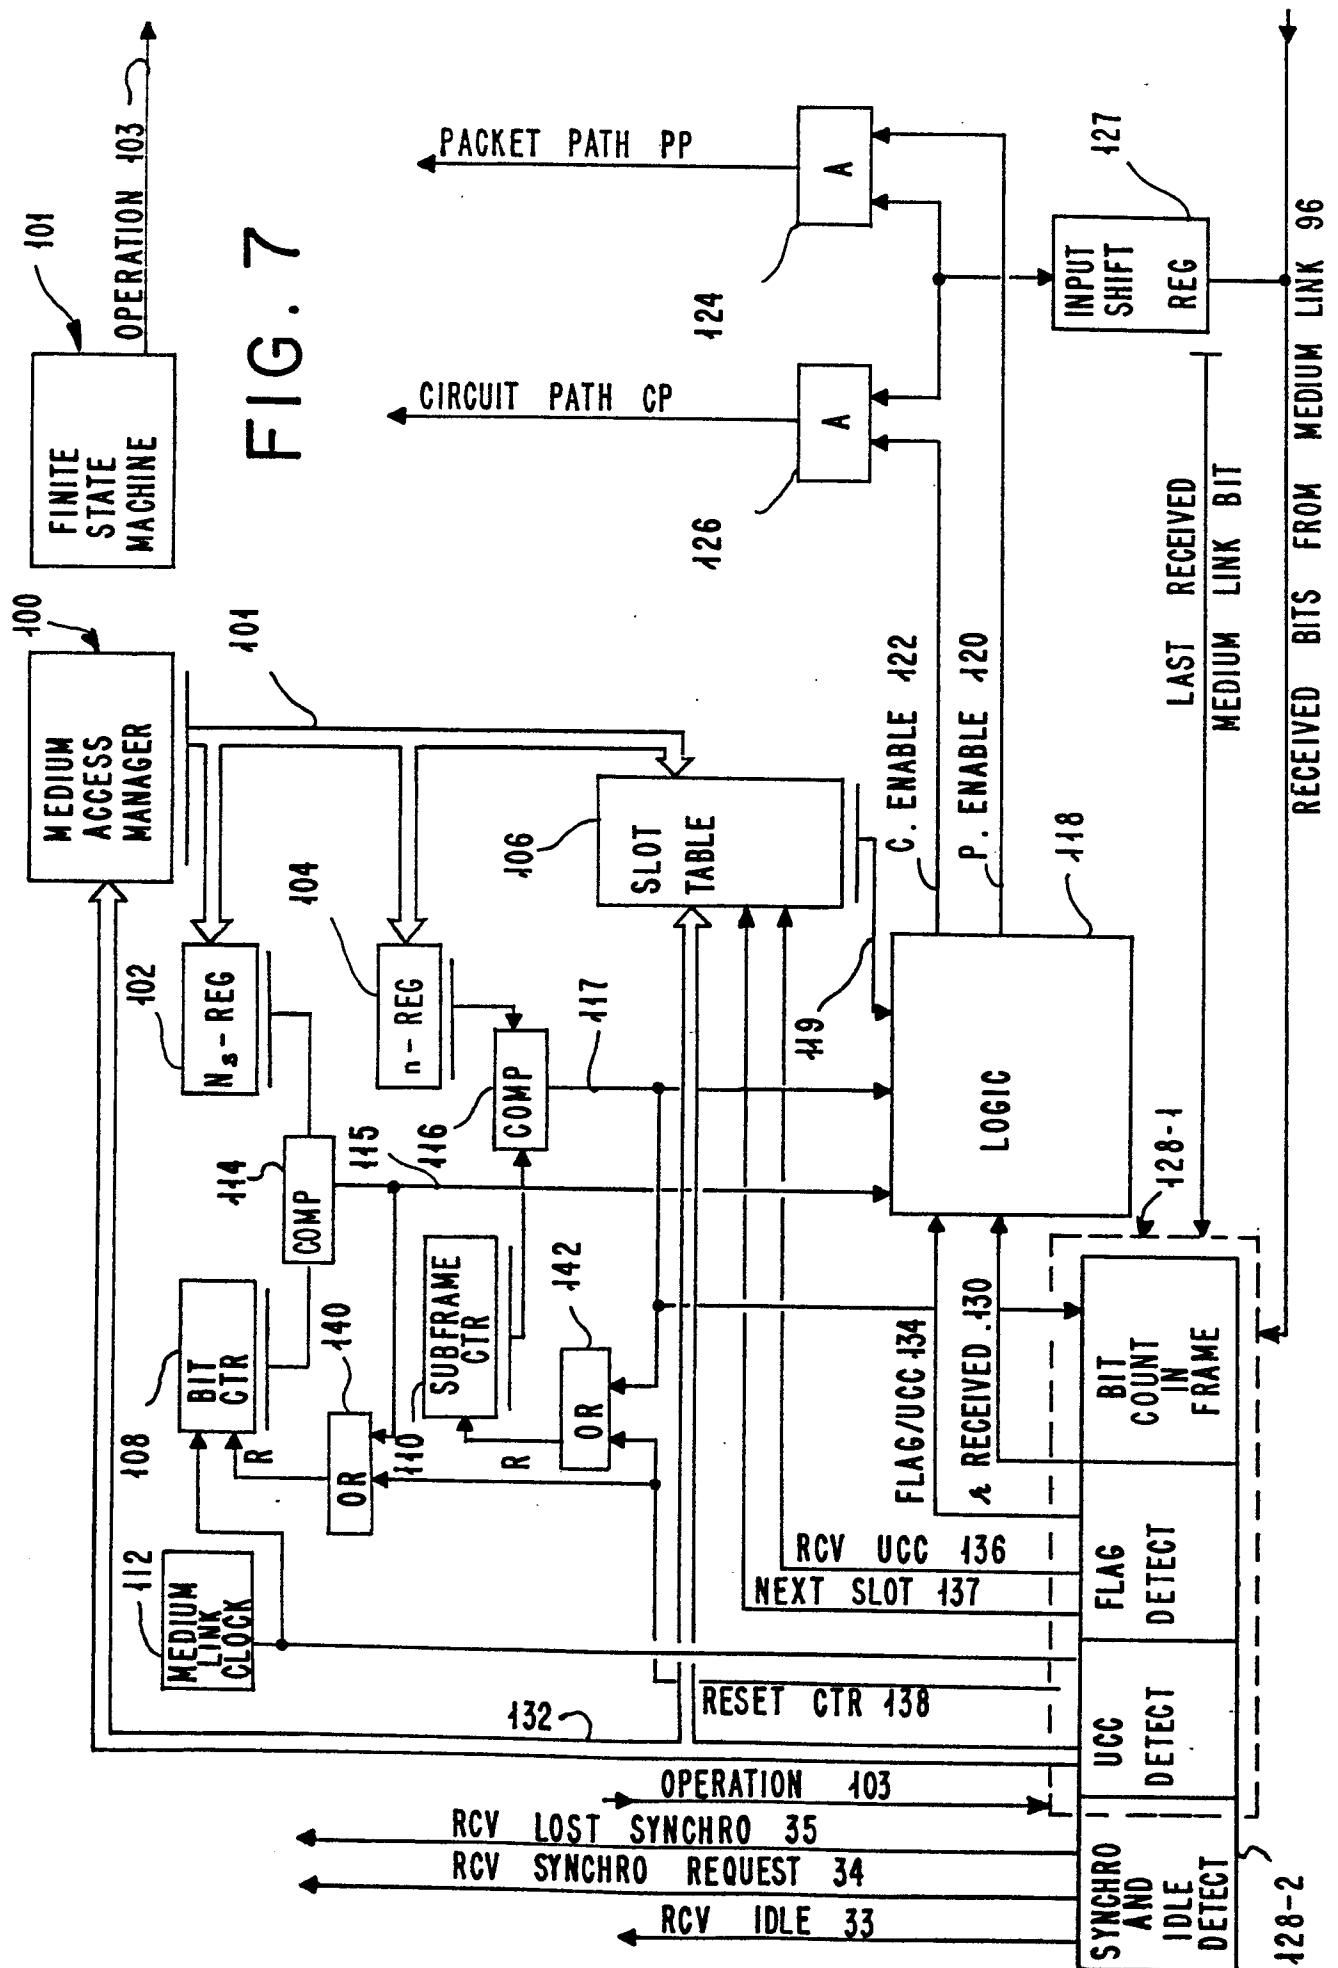 FIG. 7
FINITE
STATE
MACHINE
101
OPERATION 103
MEDIUM
ACCESS
MANAGER
100
101
Ns-REG
102
n-REG
104
SLOT
TABLE
106
BIT
CTR
108
R
COMP
114
115
COMP
116
117
SUBFRAME
CTR
110
R
OR
140
OR
142
MEDIUM
LINK
CLOCK
112
132
LOGIC
118
119
C. ENABLE 122
P. ENABLE 120
CIRCUIT PATH CP
PACKET PATH PP
A
126
A
124
INPUT
SHIFT
REG
127
LAST RECEIVED
MEDIUM LINK BIT
RECEIVED BITS FROM MEDIUM LINK 96
128-1
FLAG/UCC 134
RECEIVED .130
RCV UCC 136
NEXT SLOT 137
RESET CTR 138
OPERATION 103
RCV LOST SYNCHRO 35
RCV SYNCHRO REQUEST 34
RCV IDLE 33
SYNCHRO
AND
IDLE
DETECT
UCC
DETECT
FLAG
DETECT
BIT
COUNT
IN
FRAME
128-2